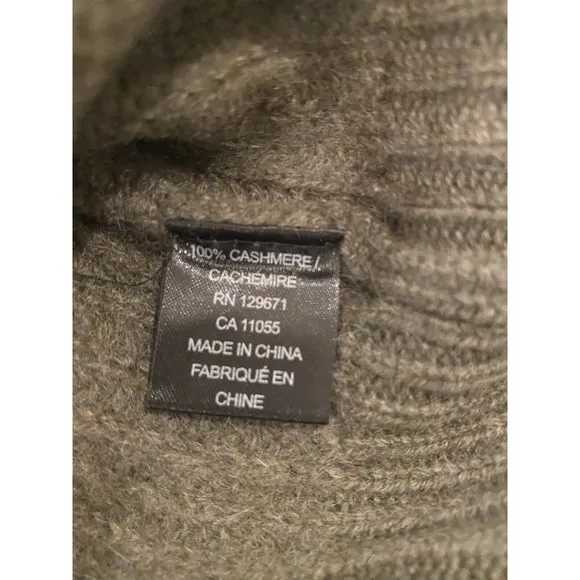 100% CASHMERE /
CACHEMIRE
RN 129671
CA 11055
MADE IN CHINA
FABRIQUÉ EN
CHINE